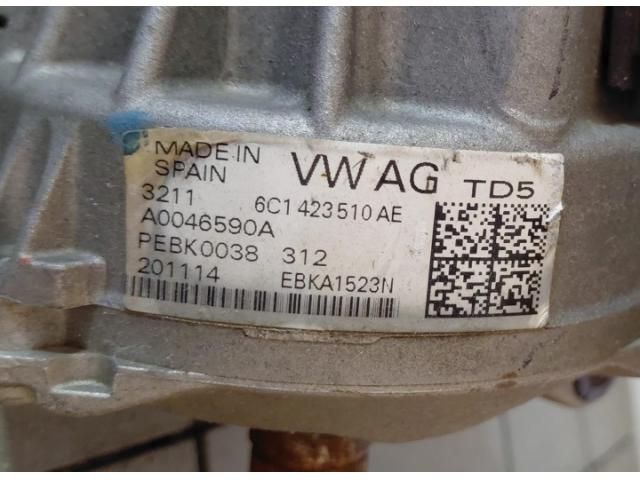 MADE IN
SPAIN
VW AG TD5
3211 6C1 423 510 AE
A0046590A
PEBK0038 312
201114 EBKA1523N